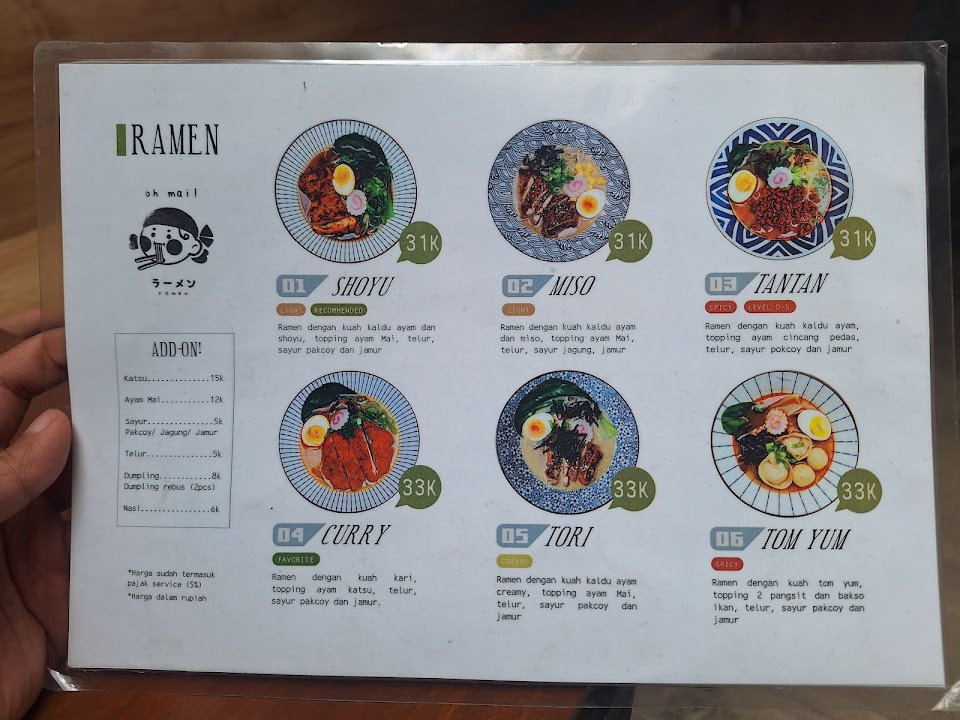 RAMEN
oh mai!
ラーメン
ramen
ADD-ON!
Katsu..............15k
Ayam Mai...........12k
Sayur...............5k
Pakcoy/ Jagung/ Jamur
Telur...............5k
Dumpling............8k
Dumpling rebus (2pcs)
Nasi................6k
*Harga sudah termasuk
pajak service (5%)
*Harga dalam rupiah
31K
01 SHOYU
LIGHT RECOMMENDED
Ramen dengan kuah kaldu ayam dan
shoyu, topping ayam Mai, telur,
sayur pakcoy dan jamur
31K
02 MISO
LIGHT
Ramen dengan kuah kaldu ayam
dan miso, topping ayam Mai,
telur, sayur jagung, jamur
31K
03 TANTAN
SPICY LEVEL 0-5
Ramen dengan kuah kaldu ayam,
topping ayam cincang pedas,
telur, sayur pokcoy dan jamur
33K
04 CURRY
FAVORITE
Ramen dengan kuah kari,
topping ayam katsu, telur,
sayur pakcoy dan jamur.
33K
05 TORI
CREAMY
Ramen dengan kuah kaldu ayam
creamy, topping ayam Mai,
telur, sayur pakcoy dan
jamur
33K
06 TOM YUM
SPICY
Ramen dengan kuah tom yum,
topping 2 pangsit dan bakso
ikan, telur, sayur pakcoy dan
jamur